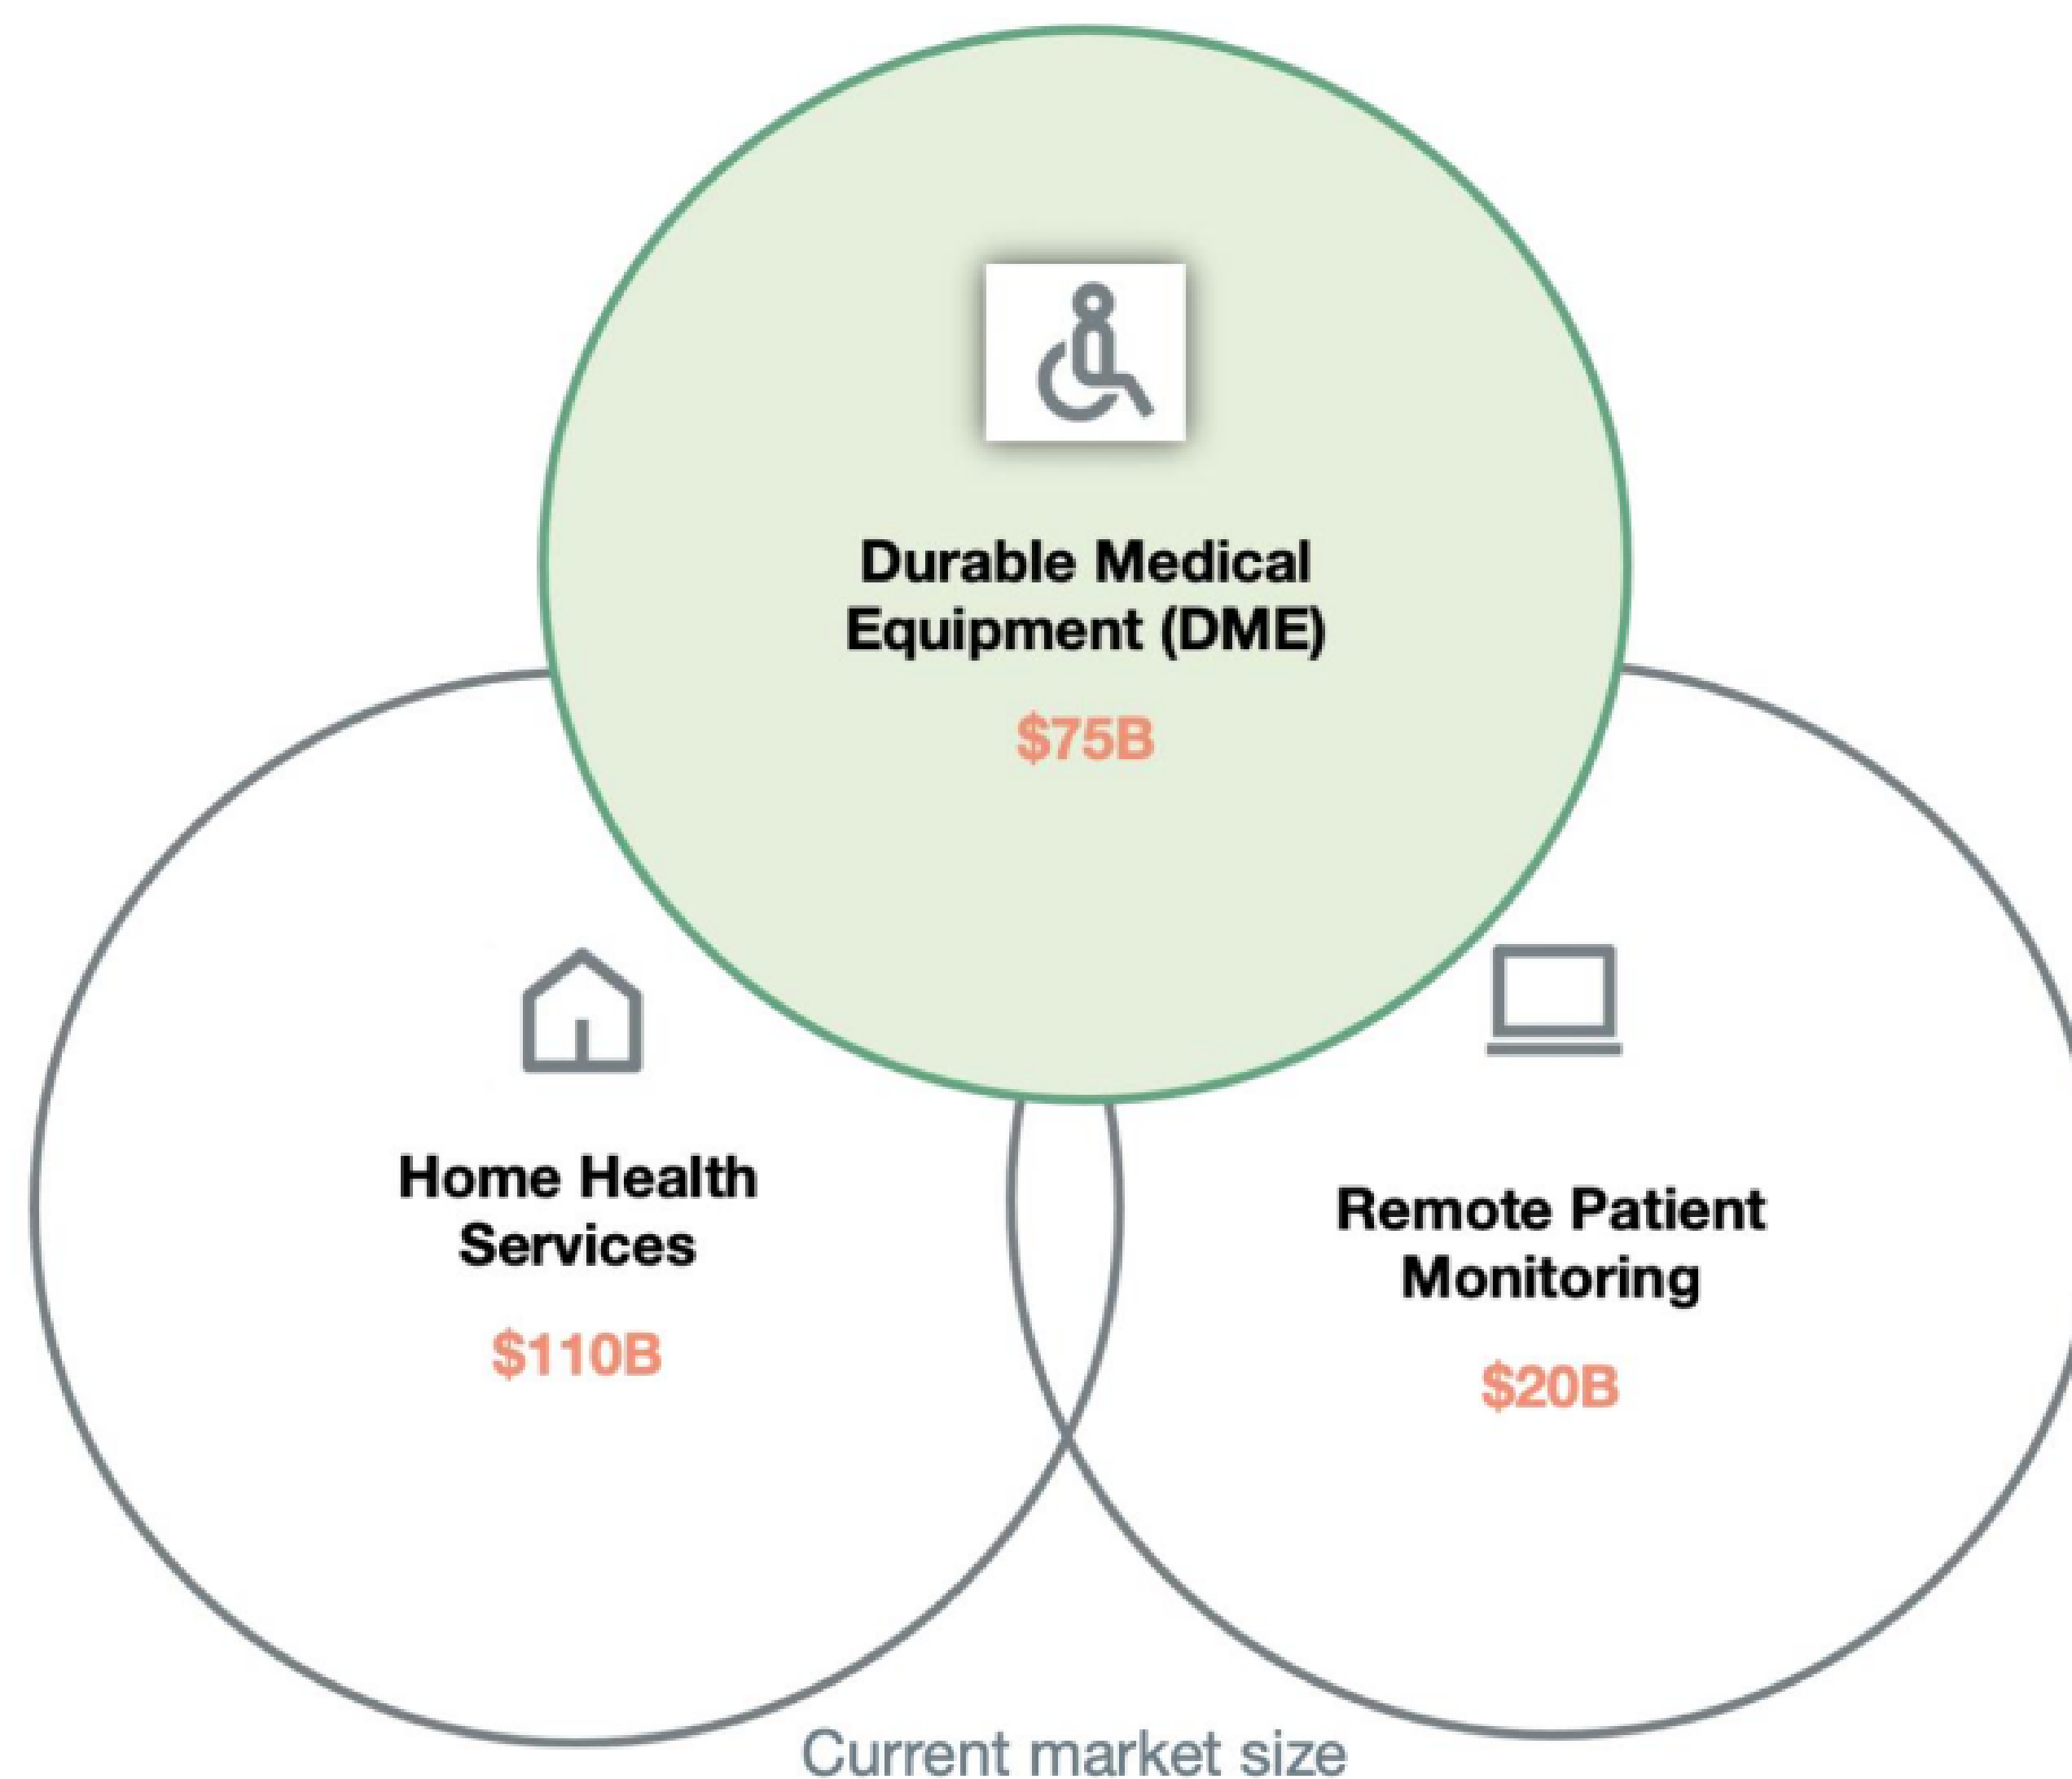 Durable Medical
Equipment (DME)
$75B
Home Health
Services
$110B
Remote Patient
Monitoring
$20B
Current market size